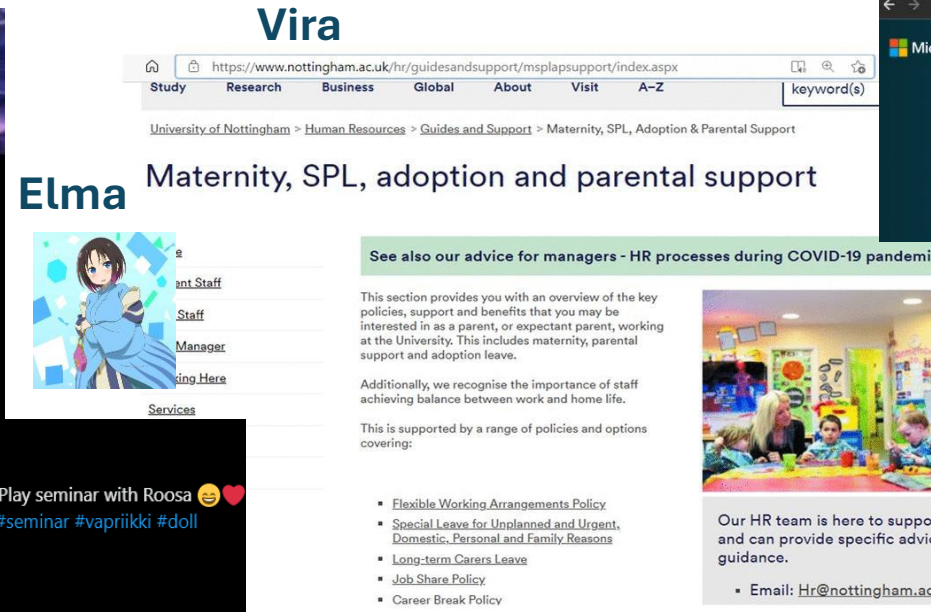 Vira
Mic
https://www.nottingham.ac.uk/hr/guidesandsupport/msplapsupport/index.aspx
Study Research Business Global About Visit A–Z
keyword(s)
University of Nottingham > Human Resources > Guides and Support > Maternity, SPL, Adoption & Parental Support
Maternity, SPL, adoption and parental support
Elma
See also our advice for managers - HR processes during COVID-19 pandemi
e
ent Staff
Staff
Manager
king Here
Services
This section provides you with an overview of the key
policies, support and benefits that you may be
interested in as a parent, or expectant parent, working
at the University. This includes maternity, parental
support and adoption leave.
Additionally, we recognise the importance of staff
achieving balance between work and home life.
This is supported by a range of policies and options
covering:
Flexible Working Arrangements Policy
Special Leave for Unplanned and Urgent,
Domestic, Personal and Family Reasons
Long-term Carers Leave
Job Share Policy
Career Break Policy
Our HR team is here to suppo
and can provide specific advic
guidance.
Email: Hr@nottingham.ac
Play seminar with Roosa 😄❤️
#seminar #vapriikki #doll